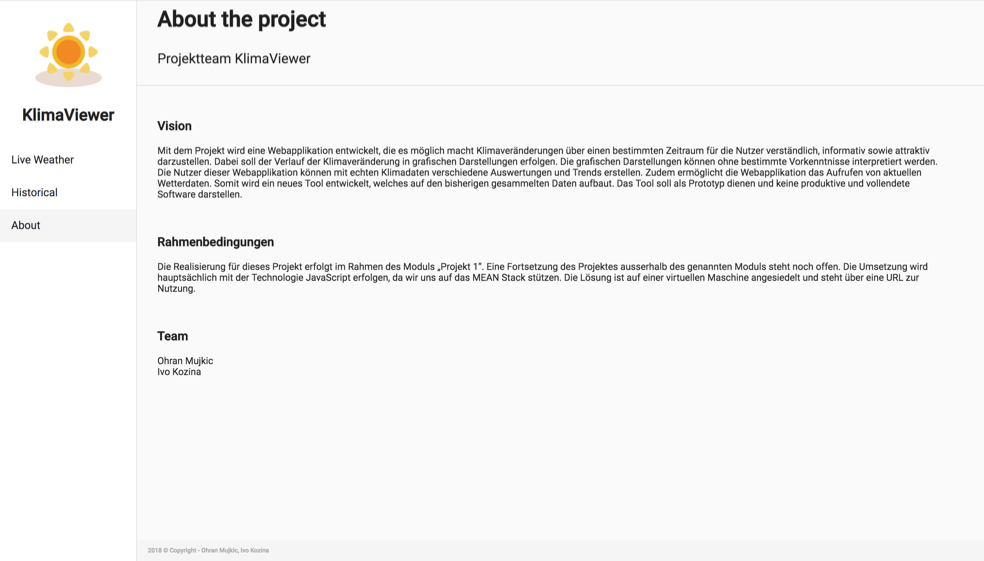 KlimaViewer
Live Weather
Historical
About
About the project
Projektteam KlimaViewer
Vision
Mit dem Projekt wird eine Webapplikation entwickelt, die es möglich macht Klimaveränderungen über einen bestimmten Zeitraum für die Nutzer verständlich, informativ sowie attraktiv
darzustellen. Dabei soll der Verlauf der Klimaveränderung in grafischen Darstellungen erfolgen. Die grafischen Darstellungen können ohne bestimmte Vorkenntnisse interpretiert werden.
Die Nutzer dieser Webapplikation können mit echten Klimadaten verschiedene Auswertungen und Trends erstellen. Zudem ermöglicht die Webapplikation das Aufrufen von aktuellen
Wetterdaten. Somit wird ein neues Tool entwickelt, welches auf den bisherigen gesammelten Daten aufbaut. Das Tool soll als Prototyp dienen und keine produktive und vollendete
Software darstellen.
Rahmenbedingungen
Die Realisierung für dieses Projekt erfolgt im Rahmen des Moduls „Projekt 1“. Eine Fortsetzung des Projektes ausserhalb des genannten Moduls steht noch offen. Die Umsetzung wird
hauptsächlich mit der Technologie JavaScript erfolgen, da wir uns auf das MEAN Stack stützen. Die Lösung ist auf einer virtuellen Maschine angesiedelt und steht über eine URL zur
Nutzung.
Team
Ohran Mujkic
Ivo Kozina
2018 © Copyright - Ohran Mujkic, Ivo Kozina